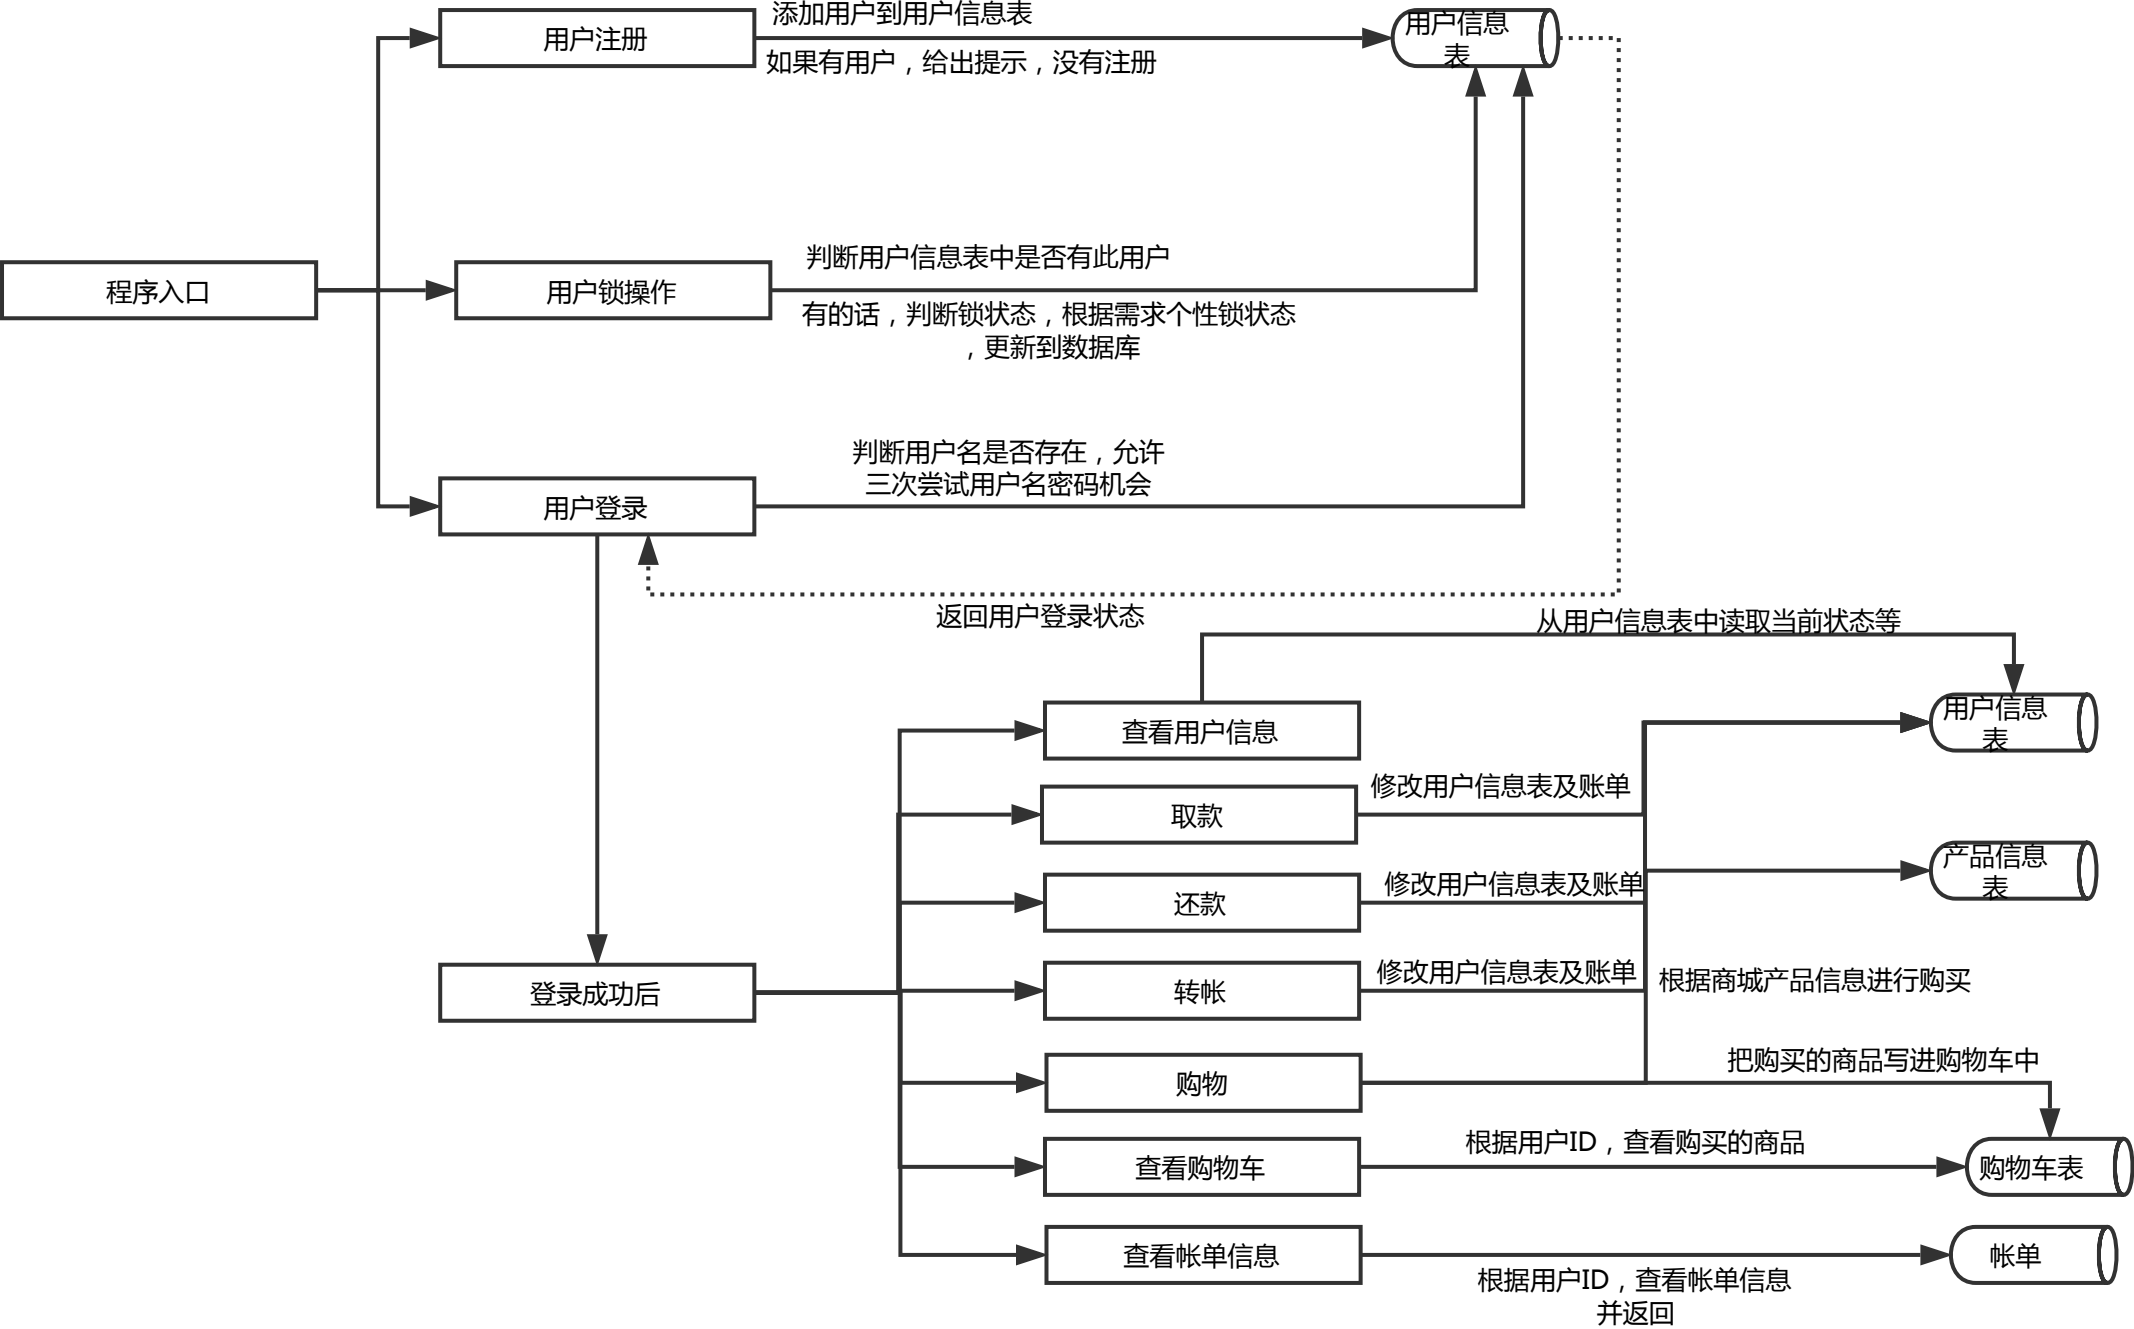 添加用户到用户信息表
用户注册
如果有用户，给出提示，没有注册
用户信息
表
判断用户信息表中是否有此用户
程序入口
用户锁操作
有的话，判断锁状态，根据需求个性锁状态
，更新到数据库
判断用户名是否存在，允许
三次尝试用户名密码机会
用户登录
返回用户登录状态
从用户信息表中读取当前状态等
查看用户信息
用户信息
表
修改用户信息表及账单
取款
产品信息
表
修改用户信息表及账单
还款
修改用户信息表及账单
转帐
登录成功后
根据商城产品信息进行购买
把购买的商品写进购物车中
购物
根据用户ID，查看购买的商品
查看购物车
购物车表
查看帐单信息
帐单
根据用户ID，查看帐单信息
并返回